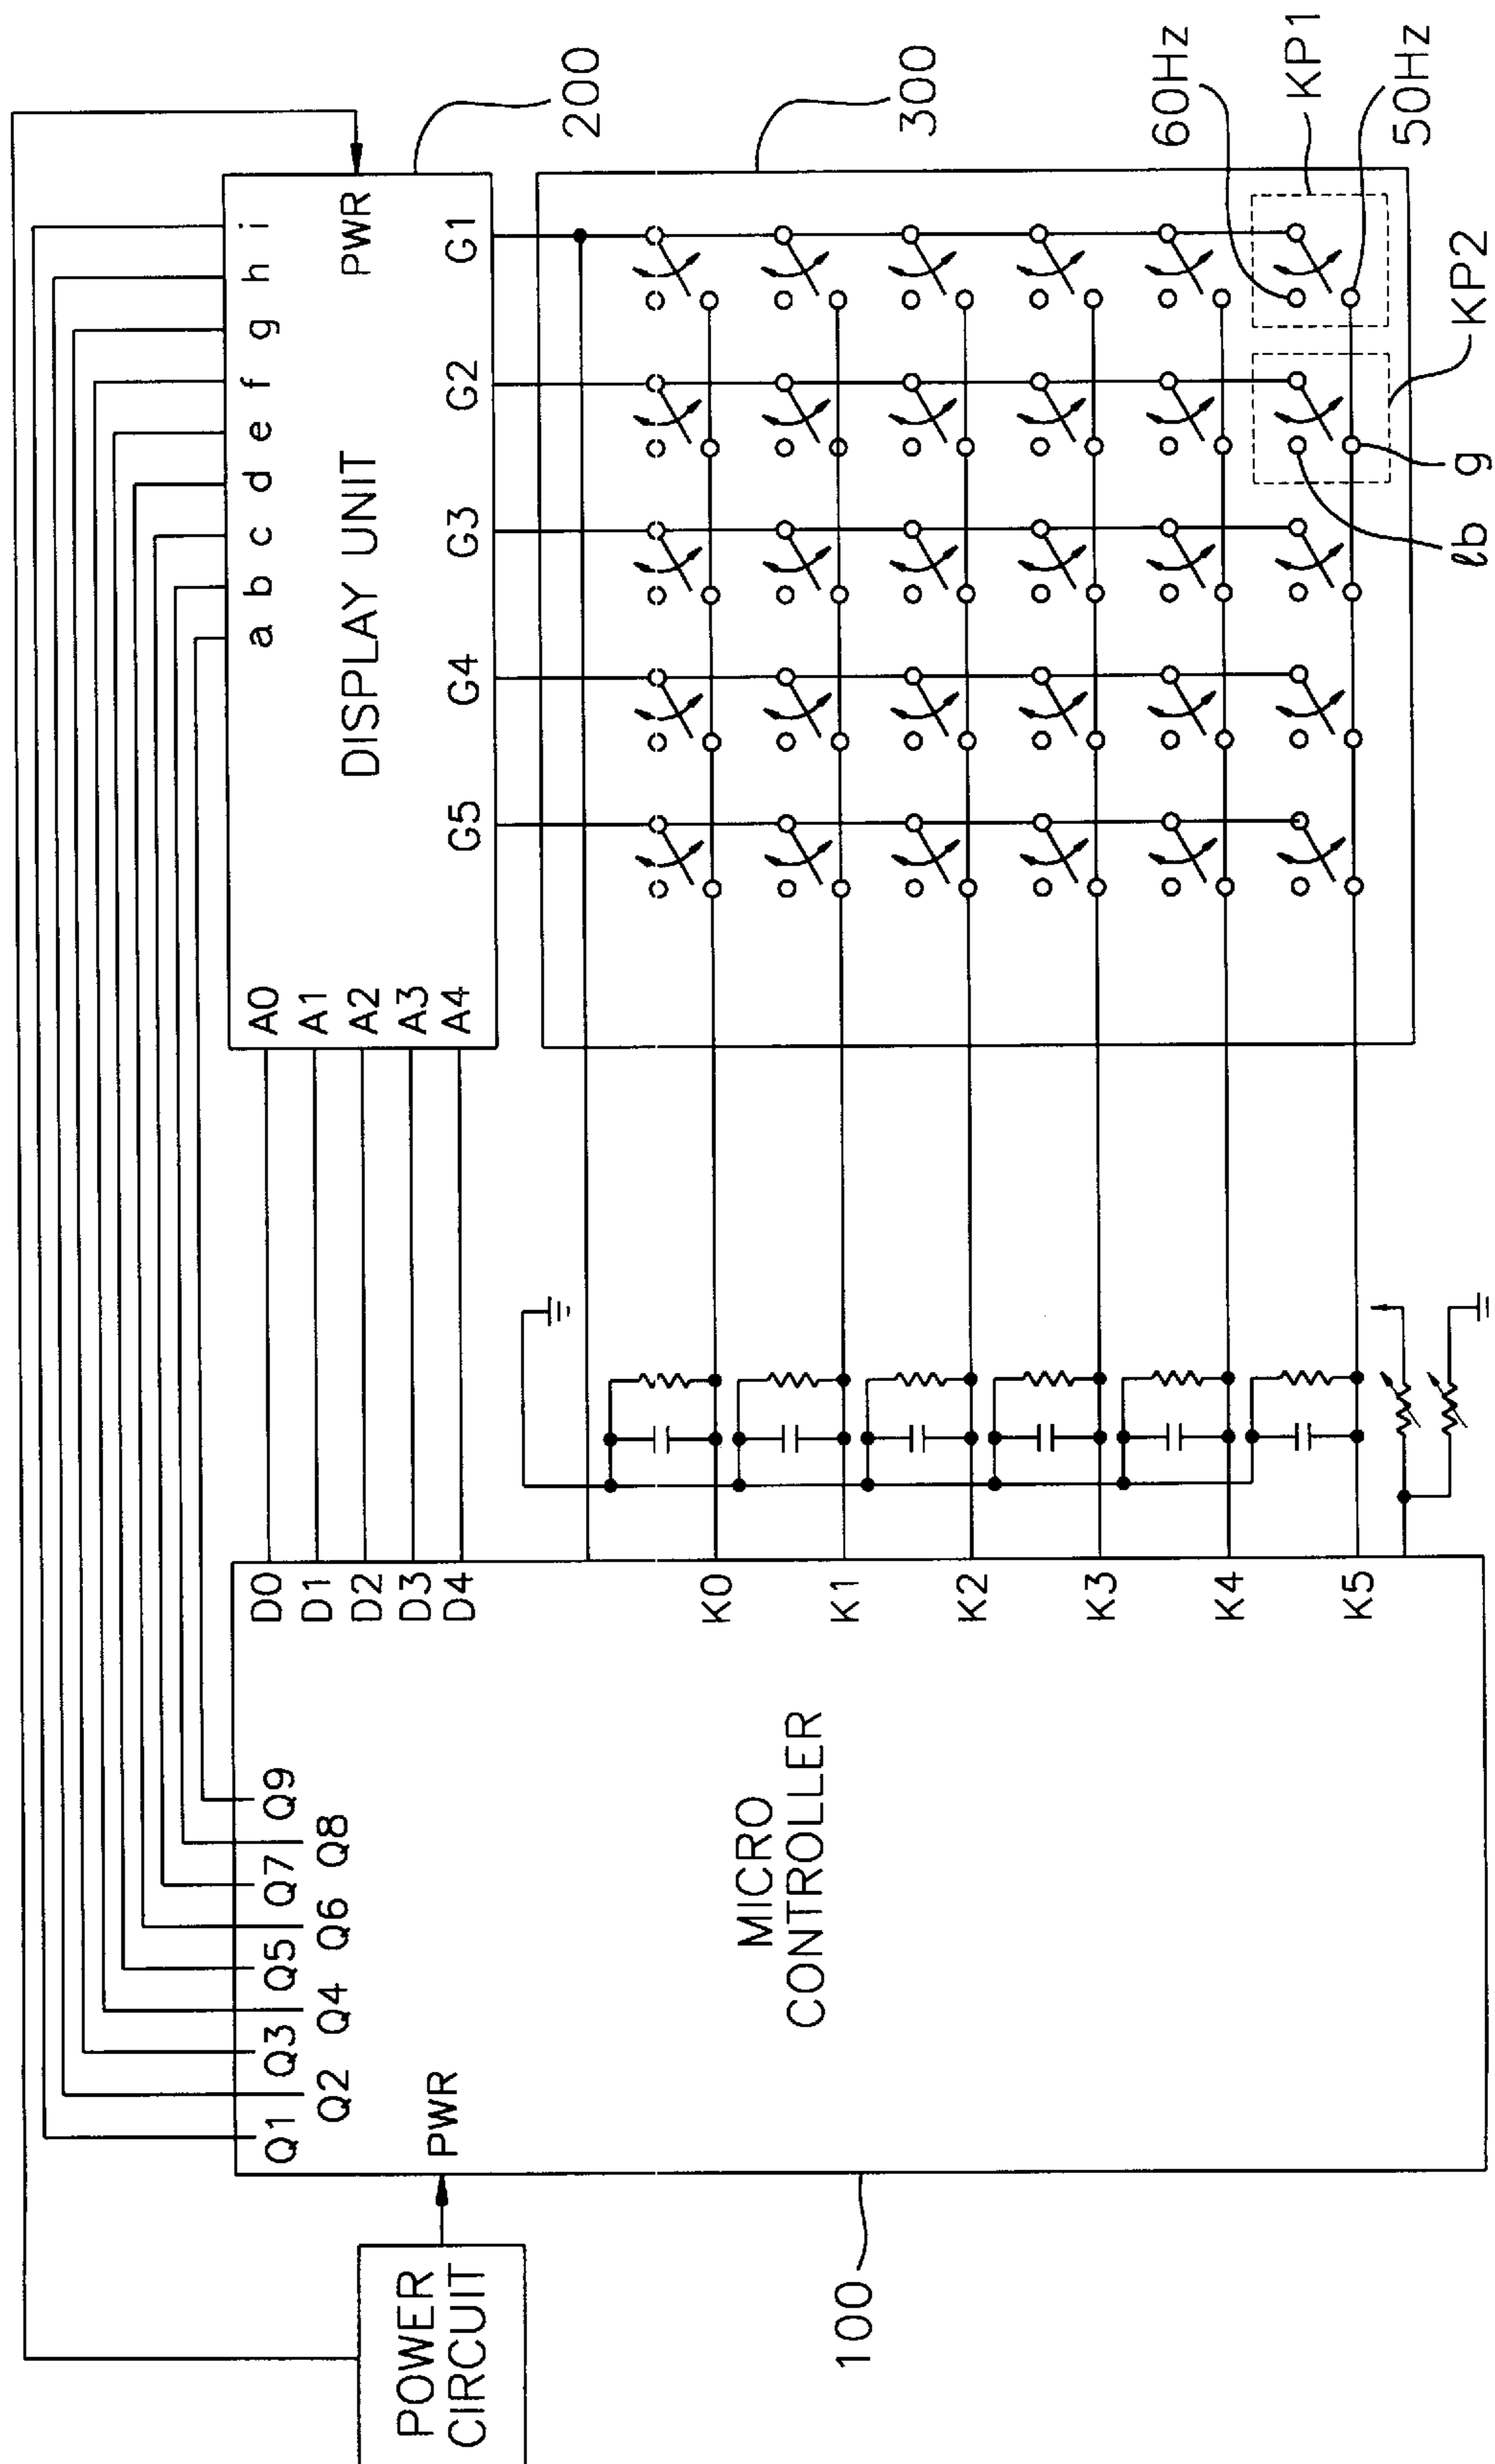 POWER
CIRCUIT
100
PWR
Q1
Q2
Q3
Q4
Q5
Q6
Q7
Q8
Q9
MICRO
CONTROLLER
D0
D1
D2
D3
D4
K0
K1
K2
K3
K4
K5
A0
A1
A2
A3
A4
a b c d e f g h i
DISPLAY UNIT
PWR
G5 G4 G3 G2 G1
200
300
60Hz
KP1
50Hz
KP2
g
ℓb